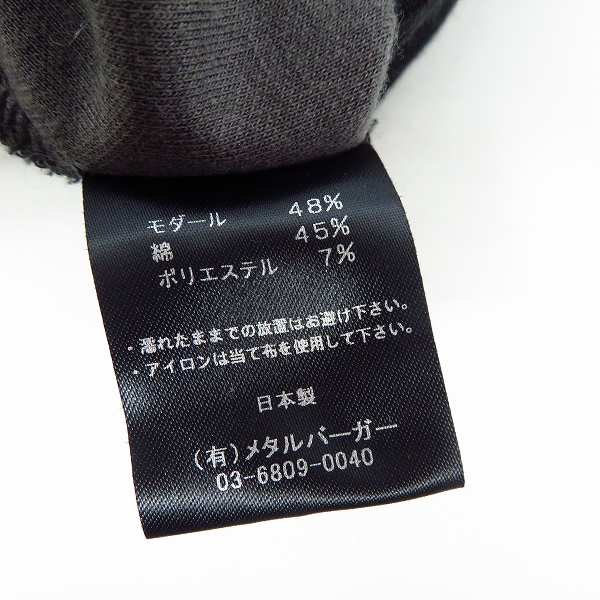 モダール 48%
綿 45%
ポリエステル 7%
・濡れたままでの放置はお避け下さい。
・アイロンは当て布を使用して下さい。
日本製
(有)メタルバーガー
03-6809-0040